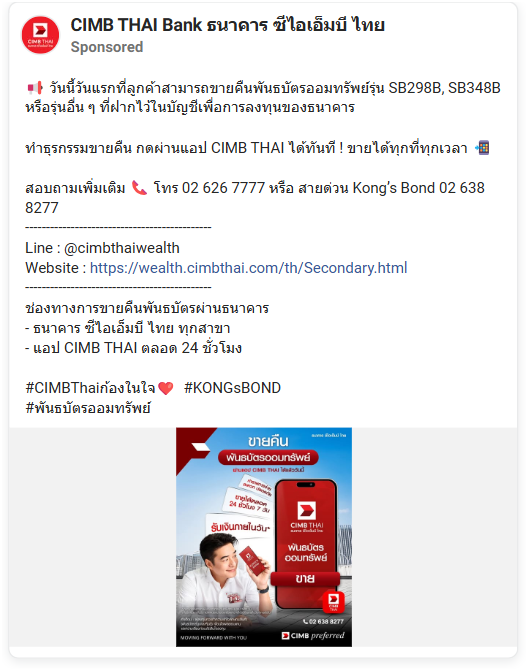 CIMB THAI
CIMB THAI Bank ธนาคาร ซีไอเอ็มบี ไทย
Sponsored
📢 วันนี้วันแรกที่ลูกค้าสามารถขายคืนพันธบัตรออมทรัพย์รุ่น SB298B, SB348B
หรือรุ่นอื่น ๆ ที่ฝากไว้ในบัญชีเพื่อการลงทุนของธนาคาร
ทำธุรกรรมขายคืน กดผ่านแอป CIMB THAI ได้ทันที ! ขายได้ทุกที่ทุกเวลา 📲
สอบถามเพิ่มเติม 📞 โทร 02 626 7777 หรือ สายด่วน Kong’s Bond 02 638
8277
----------------------------------------------
Line : @cimbthaiwealth
Website : https://wealth.cimbthai.com/th/Secondary.html
----------------------------------------------
ช่องทางการขายคืนพันธบัตรผ่านธนาคาร
- ธนาคาร ซีไอเอ็มบี ไทย ทุกสาขา
- แอป CIMB THAI ตลอด 24 ชั่วโมง
#CIMBThaiก้องในใจ❤️ #KONGsBOND
#พันธบัตรออมทรัพย์
ขายคืน
พันธบัตรออมทรัพย์
ผ่านแอป CIMB THAI ได้แล้ววันนี้
ขายได้ตลอด
24 ชั่วโมง 7 วัน
รับเงินภายในวัน*
CIMB THAI
พันธบัตร
ออมทรัพย์
ขาย
02 638 8277
MOVING FORWARD WITH YOU
CIMB preferred